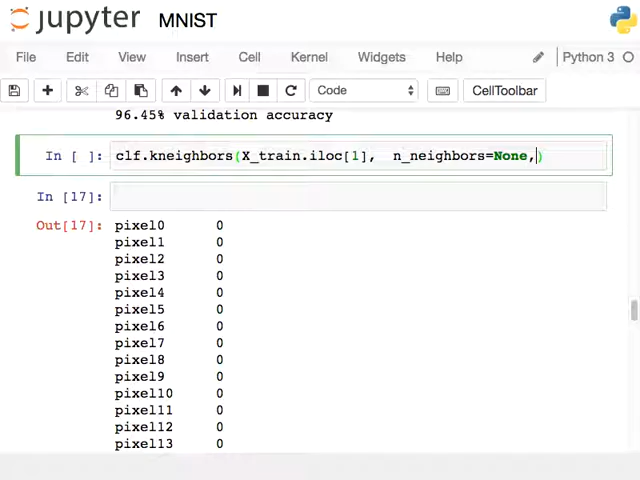 jupyter MNIST
File Edit View Insert Cell Kernel Widgets Help Python 3
Code CellToolbar
96.45% validation accuracy
In [ ]: clf.kneighbors(X_train.iloc[1],  n_neighbors=None,)
In [17]:
Out[17]: pixel0 0
pixel1 0
pixel2 0
pixel3 0
pixel4 0
pixel5 0
pixel6 0
pixel7 0
pixel8 0
pixel9 0
pixel10 0
pixel11 0
pixel12 0
pixel13 0